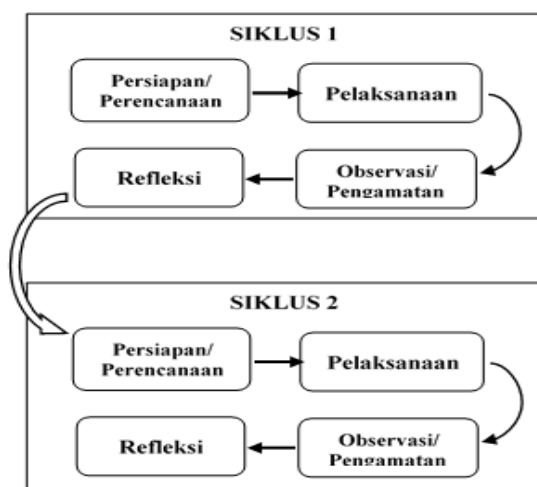 SIKLUS 1
Persiapan/
Perencanaan
Pelaksanaan
Refleksi
Observasi/
Pengamatan
SIKLUS 2
Persiapan/
Perencanaan
Pelaksanaan
Refleksi
Observasi/
Pengamatan